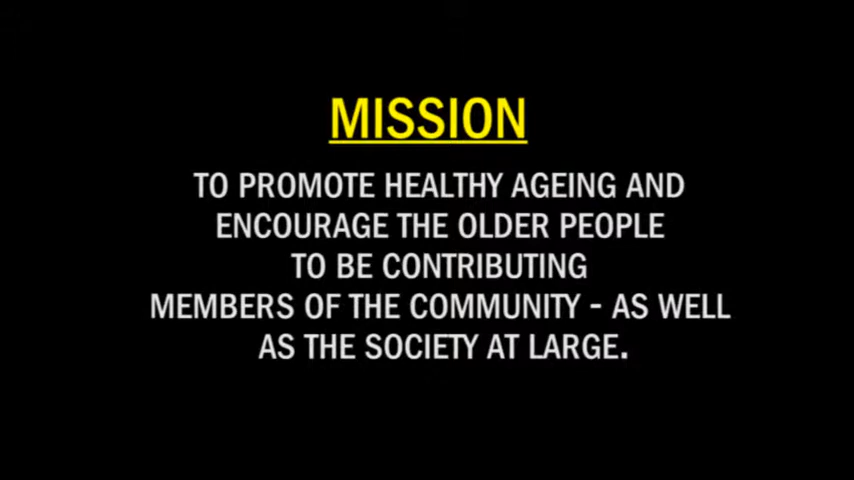 MISSION
TO PROMOTE HEALTHY AGEING AND
ENCOURAGE THE OLDER PEOPLE
TO BE CONTRIBUTING
MEMBERS OF THE COMMUNITY - AS WELL
AS THE SOCIETY AT LARGE.